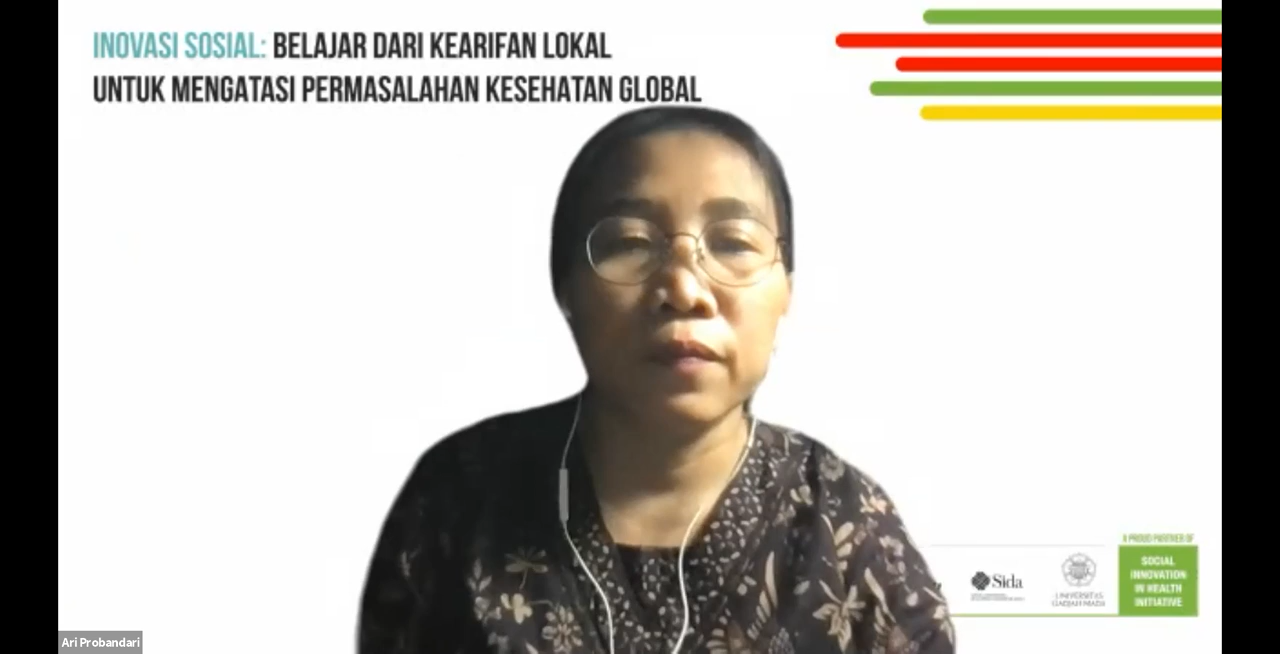 INOVASI SOSIAL: BELAJAR DARI KEARIFAN LOKAL
UNTUK MENGATASI PERMASALAHAN KESEHATAN GLOBAL
A PROUD PARTNER OF
SOCIAL
INNOVATION
IN HEALTH
INITIATIVE
Sida
UNIVERSITAS
GADJAH MADA
Ari Probandari